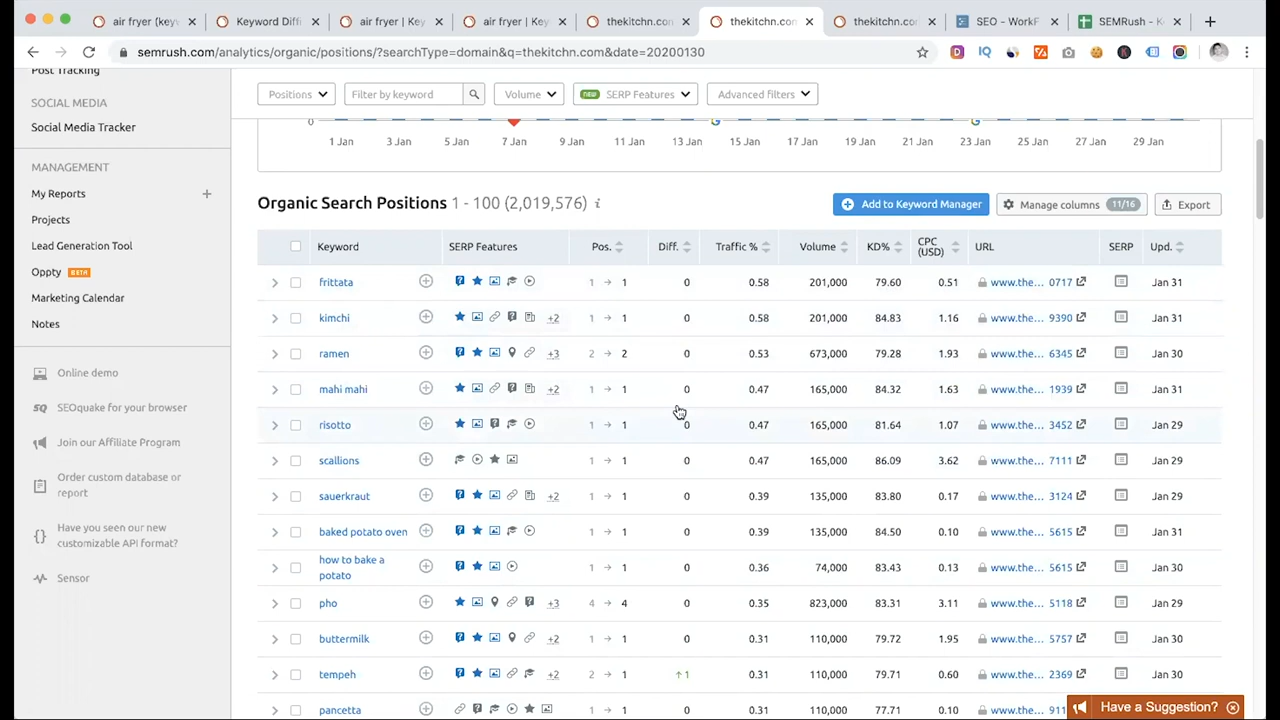 air fryer (keyv
Keyword Diffi
air fryer | Key
air fryer | Key
thekitchn.com
thekitchn.com
thekitchn.com
SEO - WorkF
SEMRush - K
semrush.com/analytics/organic/positions/?searchType=domain&q=thekitchn.com&date=20200130
Post Tracking
SOCIAL MEDIA
Social Media Tracker
MANAGEMENT
My Reports
Projects
Lead Generation Tool
Oppty BETA
Marketing Calendar
Notes
Online demo
SEOquake for your browser
Join our Affiliate Program
Order custom database or
report
Have you seen our new
customizable API format?
Sensor
Positions Filter by keyword Volume new SERP Features Advanced filters
0
1 Jan 3 Jan 5 Jan 7 Jan 9 Jan 11 Jan 13 Jan 15 Jan 17 Jan 19 Jan 21 Jan 23 Jan 25 Jan 27 Jan 29 Jan
Organic Search Positions 1 - 100 (2,019,576) i
Add to Keyword Manager Manage columns 11/16 Export
Keyword SERP Features Pos. Diff. Traffic % Volume KD% CPC (USD) URL SERP Upd.
frittata 1 → 1 0 0.58 201,000 79.60 0.51 www.the... 0717 Jan 31
kimchi +2 1 → 1 0 0.58 201,000 84.83 1.16 www.the... 9390 Jan 31
ramen +3 2 → 2 0 0.53 673,000 79.28 1.93 www.the... 6345 Jan 30
mahi mahi +2 1 → 1 0 0.47 165,000 84.32 1.63 www.the... 1939 Jan 31
risotto 1 → 1 0 0.47 165,000 81.64 1.07 www.the... 3452 Jan 29
scallions 1 → 1 0 0.47 165,000 86.09 3.62 www.the... 7111 Jan 29
sauerkraut +2 1 → 1 0 0.39 135,000 83.80 0.17 www.the... 3124 Jan 29
baked potato oven 1 → 1 0 0.39 135,000 84.50 0.10 www.the... 5615 Jan 31
how to bake a
potato 1 → 1 0 0.36 74,000 83.43 0.13 www.the... 5615 Jan 30
pho +3 4 → 4 0 0.35 823,000 83.31 3.11 www.the... 5118 Jan 29
buttermilk +2 1 → 1 0 0.31 110,000 79.72 1.95 www.the... 5757 Jan 30
tempeh +2 2 → 1 ↑ 1 0.31 110,000 79.71 0.60 www.the... 2369 Jan 30
pancetta 1 → 1 0 0.31 110,000 77.71 0.10 www.the... 911
Have a Suggestion?